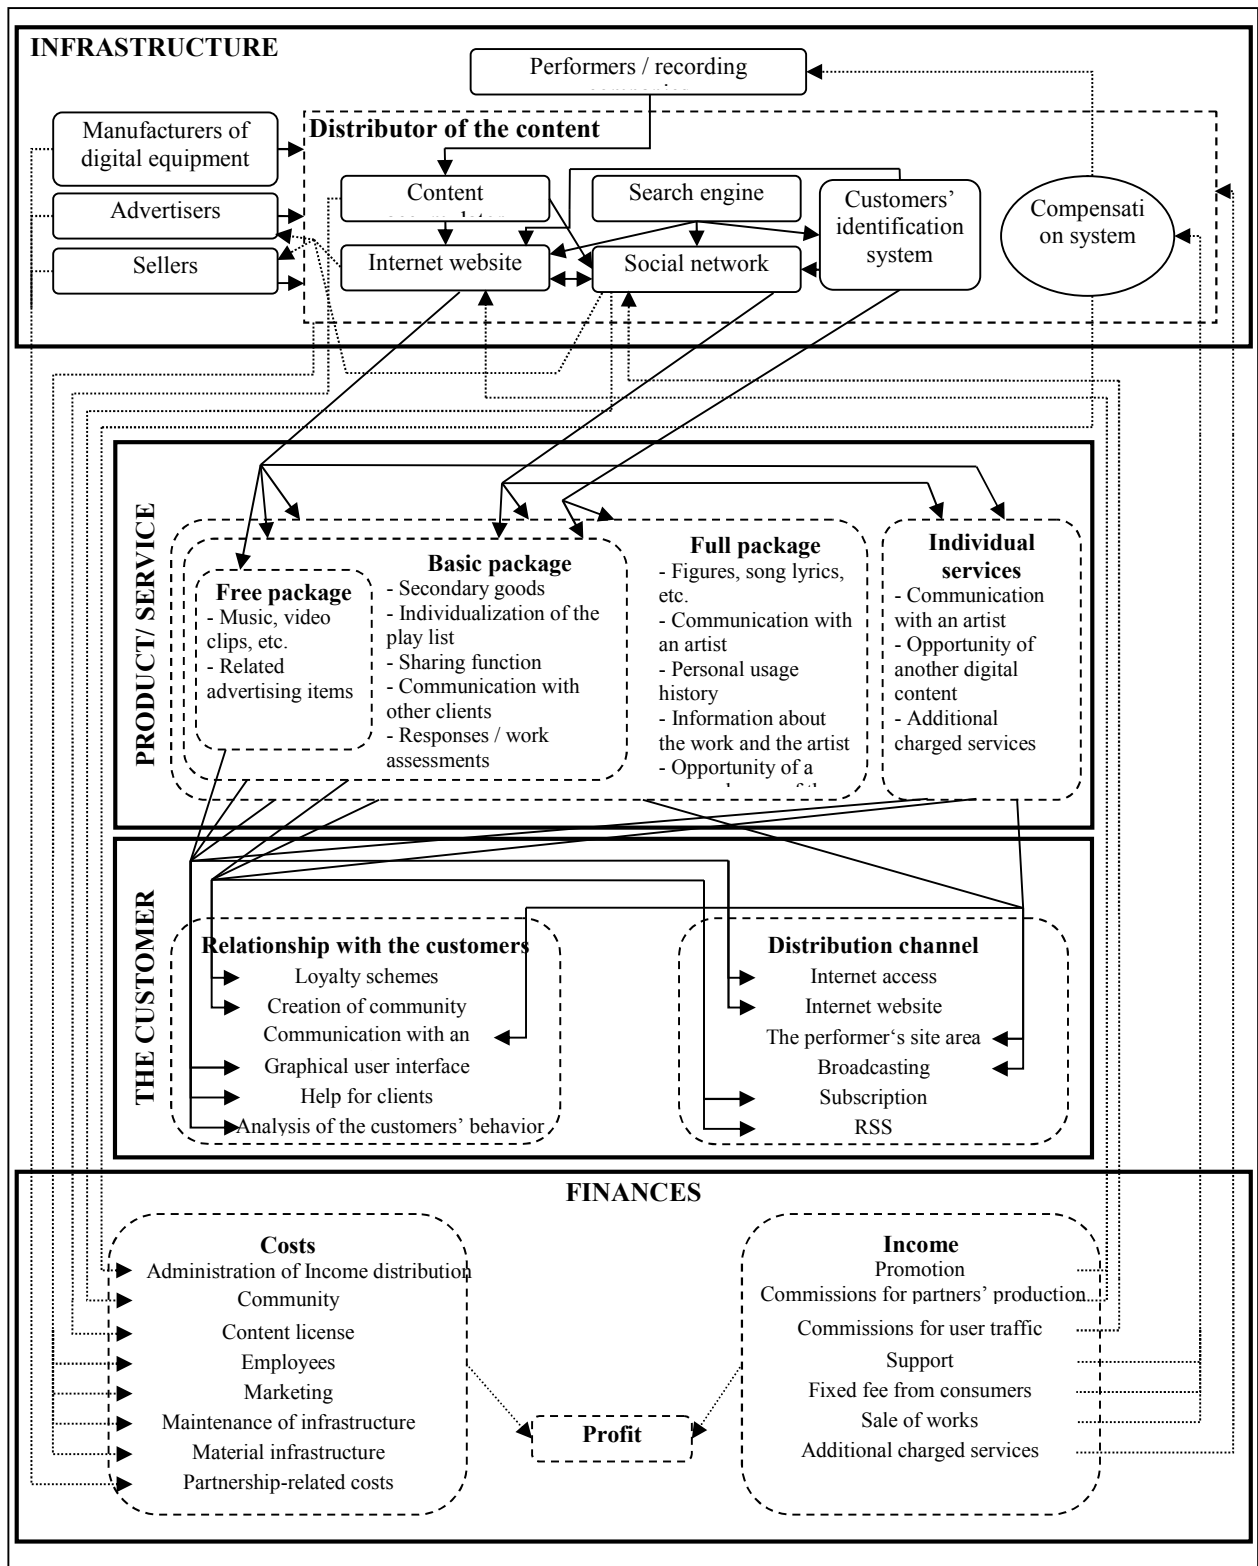 INFRASTRUCTURE
Performers / recording
Manufacturers of
digital equipment
Advertisers
Sellers
Distributor of the content
Content
Search engine
Customers’
identification
system
Internet website
Social network
Compensati
on system
PRODUCT/ SERVICE
Free package
- Music, video
clips, etc.
- Related
advertising items
Basic package
- Secondary goods
- Individualization of the
play list
- Sharing function
- Communication with
other clients
- Responses / work
assessments
Full package
- Figures, song lyrics,
etc.
- Communication with
an artist
- Personal usage
history
- Information about
the work and the artist
- Opportunity of a
Individual
services
- Communication
with an artist
- Opportunity of
another digital
content
- Additional
charged services
THE CUSTOMER
Relationship with the customers
Loyalty schemes
Creation of community
Communication with an
Graphical user interface
Help for clients
Analysis of the customers’ behavior
Distribution channel
Internet access
Internet website
The performer‘s site area
Broadcasting
Subscription
RSS
FINANCES
Costs
Administration of Income distribution
Community
Content license
Employees
Marketing
Maintenance of infrastructure
Material infrastructure
Partnership-related costs
Profit
Income
Promotion
Commissions for partners’ production
Commissions for user traffic
Support
Fixed fee from consumers
Sale of works
Additional charged services